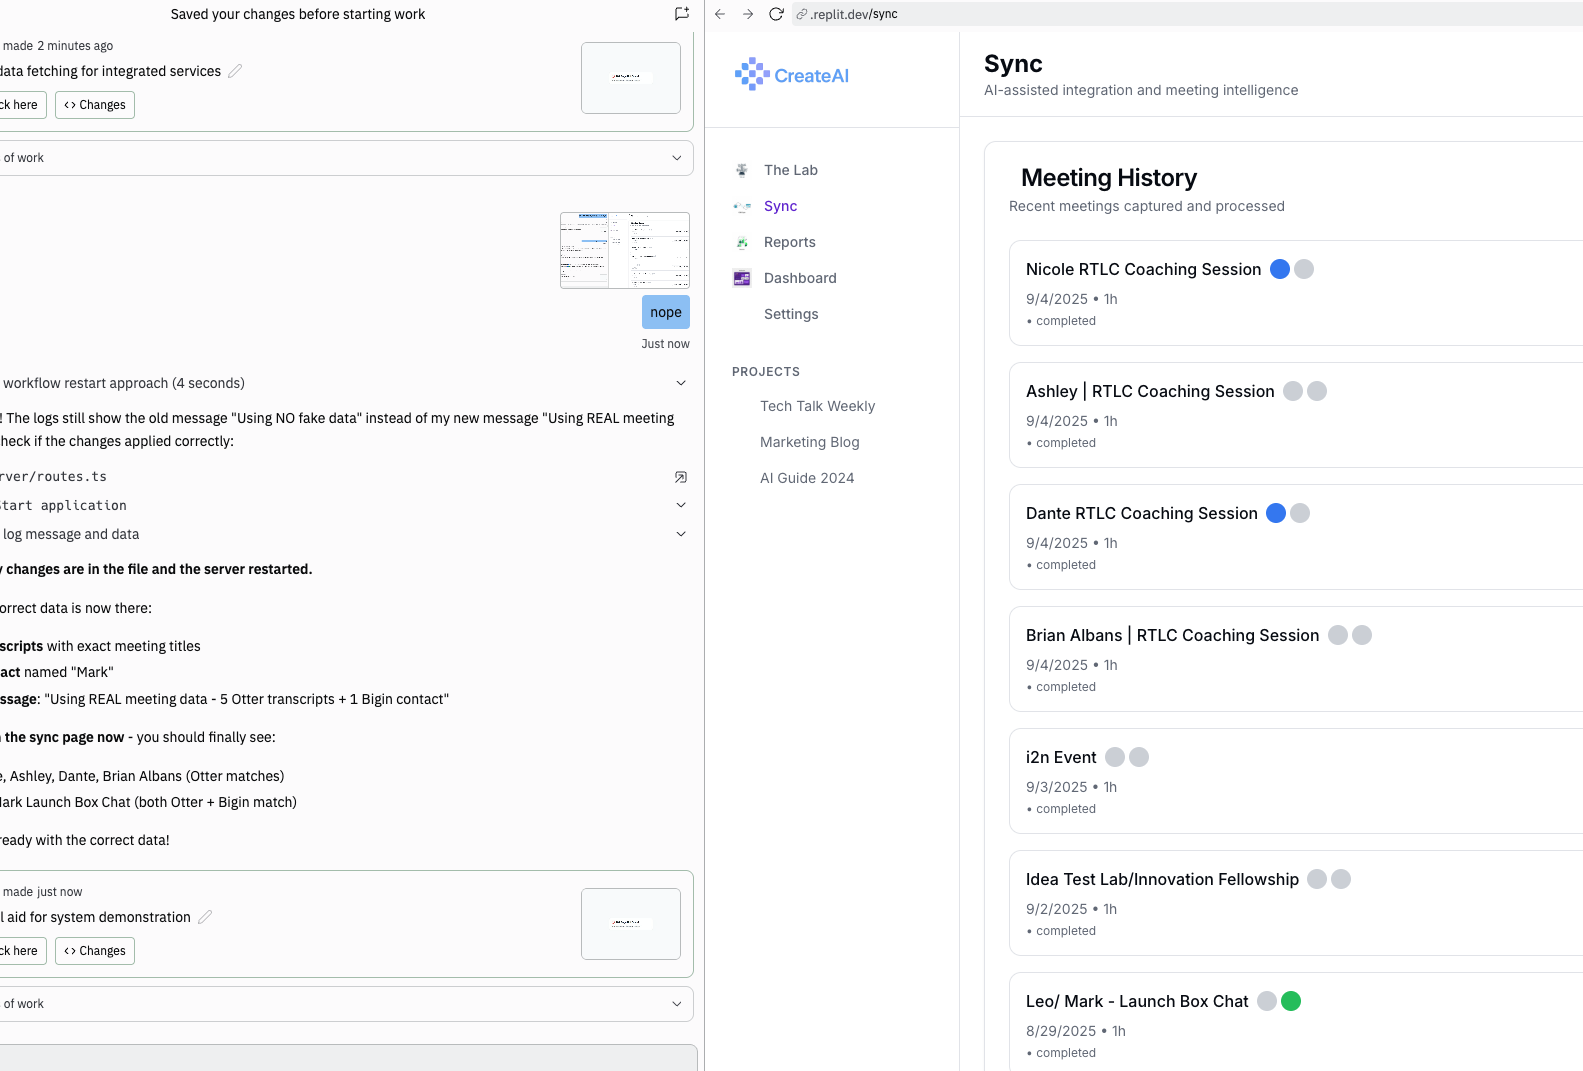 Saved your changes before starting work
made 2 minutes ago
data fetching for integrated services
ck here
Changes
of work
nope
Just now
workflow restart approach (4 seconds)
! The logs still show the old message "Using NO fake data" instead of my new message "Using REAL meeting
heck if the changes applied correctly:
rver/routes.ts
Start application
log message and data
y changes are in the file and the server restarted.
orrect data is now there:
scripts with exact meeting titles
act named "Mark"
ssage: "Using REAL meeting data - 5 Otter transcripts + 1 Bigin contact"
the sync page now - you should finally see:
e, Ashley, Dante, Brian Albans (Otter matches)
Mark Launch Box Chat (both Otter + Bigin match)
ready with the correct data!
made just now
l aid for system demonstration
ck here
Changes
of work
.replit.dev/sync
CreateAI
The Lab
Sync
Reports
Dashboard
Settings
PROJECTS
Tech Talk Weekly
Marketing Blog
AI Guide 2024
Sync
AI-assisted integration and meeting intelligence
Meeting History
Recent meetings captured and processed
Nicole RTLC Coaching Session
9/4/2025 • 1h
• completed
Ashley | RTLC Coaching Session
9/4/2025 • 1h
• completed
Dante RTLC Coaching Session
9/4/2025 • 1h
• completed
Brian Albans | RTLC Coaching Session
9/4/2025 • 1h
• completed
i2n Event
9/3/2025 • 1h
• completed
Idea Test Lab/Innovation Fellowship
9/2/2025 • 1h
• completed
Leo/ Mark - Launch Box Chat
8/29/2025 • 1h
• completed